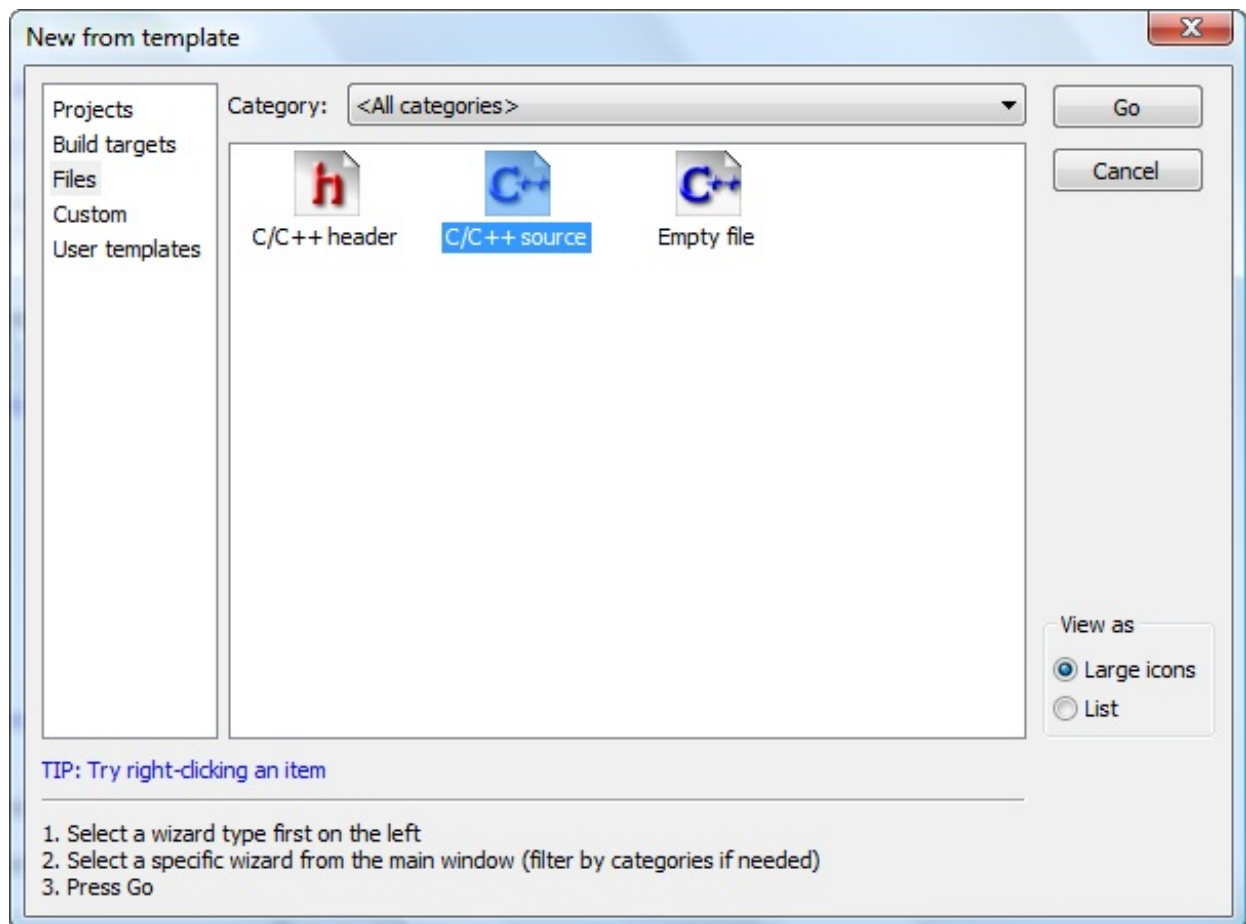 New from template
Projects
Build targets
Files
Custom
User templates
Category: <All categories>
C/C++ header
C/C++ source
Empty file
Go
Cancel
View as
Large icons
List
TIP: Try right-clicking an item
1. Select a wizard type first on the left
2. Select a specific wizard from the main window (filter by categories if needed)
3. Press Go